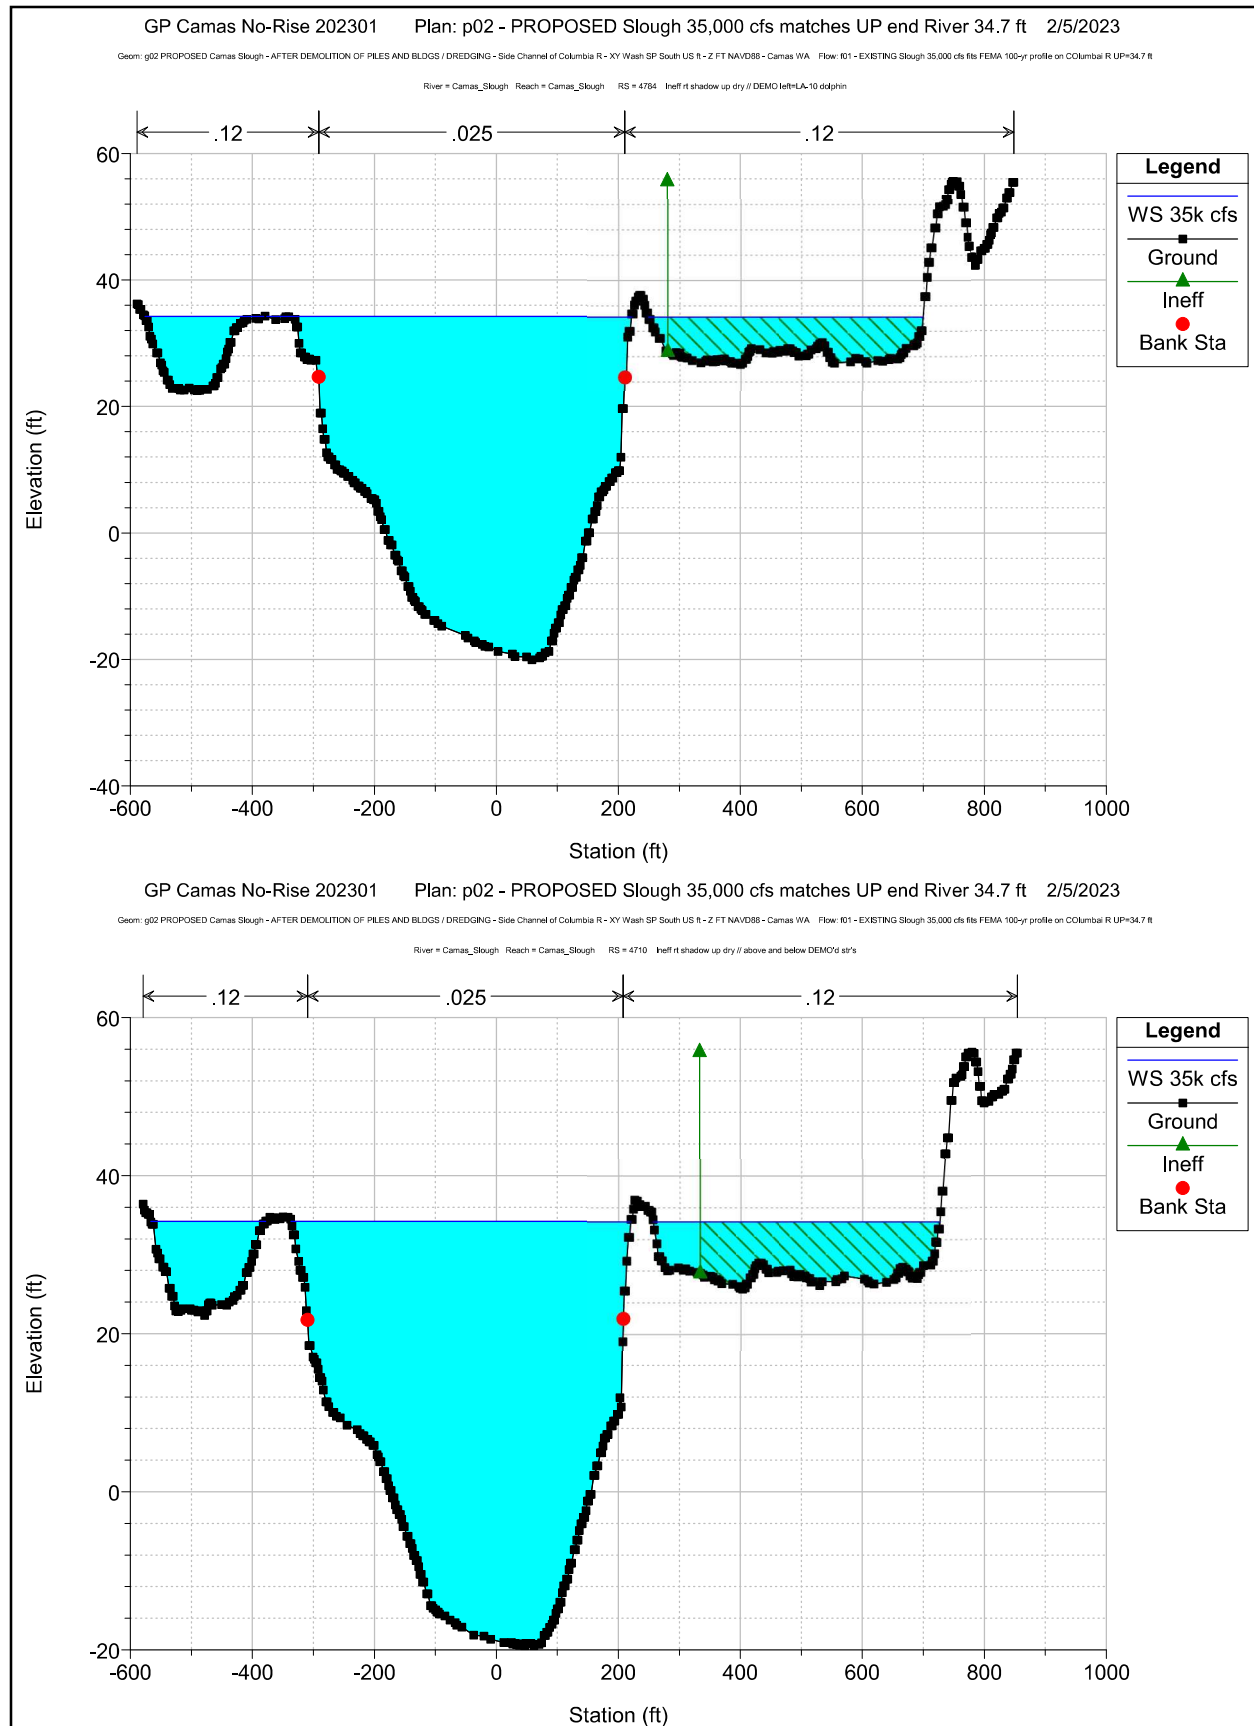 GP Camas No-Rise 202301 Plan: p02 - PROPOSED Slough 35,000 cfs matches UP end River 34.7 ft 2/5/2023
Geom: g02 PROPOSED Camas Slough - AFTER DEMOLITION OF PILES AND BLDGS / DREDGING - Side Channel of Columbia R - XY Wash SP South US ft - Z FT NAVD88 - Camas WA Flow: f01 - EXISTING Slough 35,000 cfs fits FEMA 100-yr profile on COlumbai R UP=34.7 ft
River = Camas_Slough Reach = Camas_Slough RS = 4784 Ineff rt shadow up dry // DEMO left=LA-10 dolphin
.12 .025 .12
60
40
20
0
-20
-40
Elevation (ft)
-600 -400 -200 0 200 400 600 800 1000
Station (ft)
Legend
WS 35k cfs
Ground
Ineff
Bank Sta
GP Camas No-Rise 202301 Plan: p02 - PROPOSED Slough 35,000 cfs matches UP end River 34.7 ft 2/5/2023
Geom: g02 PROPOSED Camas Slough - AFTER DEMOLITION OF PILES AND BLDGS / DREDGING - Side Channel of Columbia R - XY Wash SP South US ft - Z FT NAVD88 - Camas WA Flow: f01 - EXISTING Slough 35,000 cfs fits FEMA 100-yr profile on COlumbai R UP=34.7 ft
River = Camas_Slough Reach = Camas_Slough RS = 4710 Ineff rt shadow up dry // above and below DEMO'd str's
.12 .025 .12
60
40
20
0
-20
Elevation (ft)
-600 -400 -200 0 200 400 600 800 1000
Station (ft)
Legend
WS 35k cfs
Ground
Ineff
Bank Sta